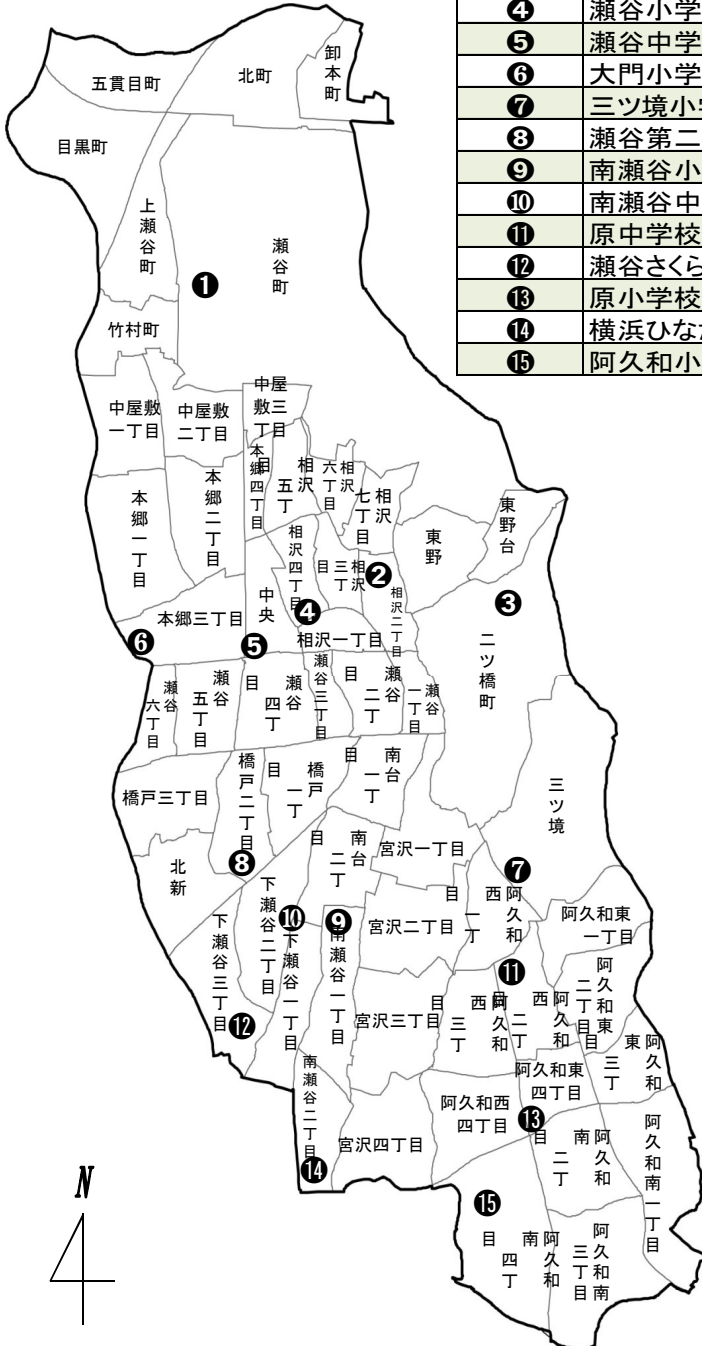 ❹ 瀬谷小学
❺ 瀬谷中学
❻ 大門小学
❼ 三ツ境小
❽ 瀬谷第二
❾ 南瀬谷小
❿ 南瀬谷中
⓫ 原中学校
⓬ 瀬谷さくら
⓭ 原小学校
⓮ 横浜ひな
⓯ 阿久和小
卸本町
北町
五貫目町
目黒町
上瀬谷町
瀬谷町
❶
竹村町
中屋敷三丁目
中屋敷一丁目
中屋敷二丁目
本郷四丁目
相沢五丁目
相沢六丁目
相沢七丁目
本郷一丁目
本郷二丁目
東野
東野台
中央
相沢四丁目
相沢三丁目
❷
相沢二丁目
❸
❹
本郷三丁目
❻
❺
相沢一丁目
二ツ橋町
瀬谷六丁目
瀬谷五丁目
瀬谷四丁目
瀬谷三丁目
瀬谷二丁目
瀬谷一丁目
橋戸三丁目
橋戸二丁目
橋戸一丁目
南台一丁目
三ツ境
北新
❽
南台二丁目
宮沢一丁目
❼
下瀬谷三丁目
下瀬谷二丁目
❿
下瀬谷一丁目
❾
南瀬谷一丁目
宮沢二丁目
阿久和西一丁目
阿久和東一丁目
⓫
⓬
宮沢三丁目
阿久和西三丁目
阿久和西二丁目
阿久和東二丁目
阿久和東三丁目
阿久和東四丁目
南瀬谷二丁目
宮沢四丁目
阿久和西四丁目
⓭
⓮
阿久和南二丁目
阿久和南一丁目
⓯
阿久和南四丁目
阿久和南三丁目
N